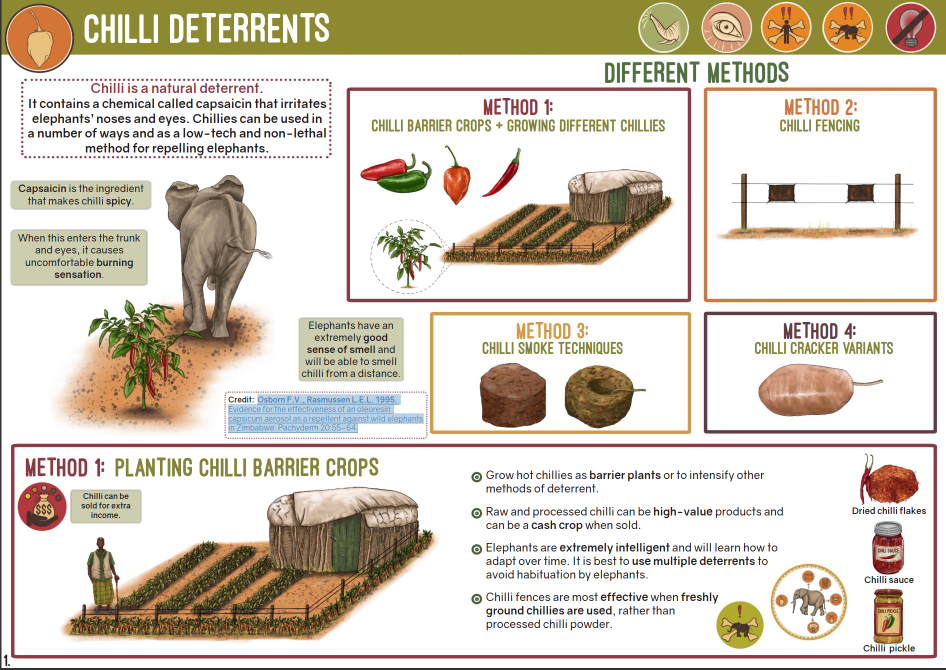 CHILLI DETERRENTS
Chilli is a natural deterrent.
It contains a chemical called capsaicin that irritates
elephants' noses and eyes. Chillies can be used in
a number of ways and as a low-tech and non-lethal
method for repelling elephants.
Capsaicin is the ingredient
that makes chilli spicy.
When this enters the trunk
and eyes, it causes
uncomfortable burning
sensation.
Elephants have an
extremely good
sense of smell and
will be able to smell
chilli from a distance.
Credit: Osborn F.V., Rasmussen L.E.L. 1995.
Evidence for the effectiveness of an oleoresin
capsicum aerosol as a repellent against wild elephants
in Zimbabwe. Pachyderm 20:55–64.
DIFFERENT METHODS
METHOD 1:
CHILLI BARRIER CROPS + GROWING DIFFERENT CHILLIES
METHOD 2:
CHILLI FENCING
METHOD 3:
CHILLI SMOKE TECHNIQUES
METHOD 4:
CHILLI CRACKER VARIANTS
METHOD 1: PLANTING CHILLI BARRIER CROPS
$$$
Chilli can be
sold for extra
income.
Grow hot chillies as barrier plants or to intensify other
methods of deterrent.
Raw and processed chilli can be high-value products and
can be a cash crop when sold.
Elephants are extremely intelligent and will learn how to
adapt over time. It is best to use multiple deterrents to
avoid habituation by elephants.
Chilli fences are most effective when freshly
ground chillies are used, rather than
processed chilli powder.
Dried chilli flakes
CHILLI SAUCE
Chilli sauce
CHILLI PICKLE
Chilli pickle
1.